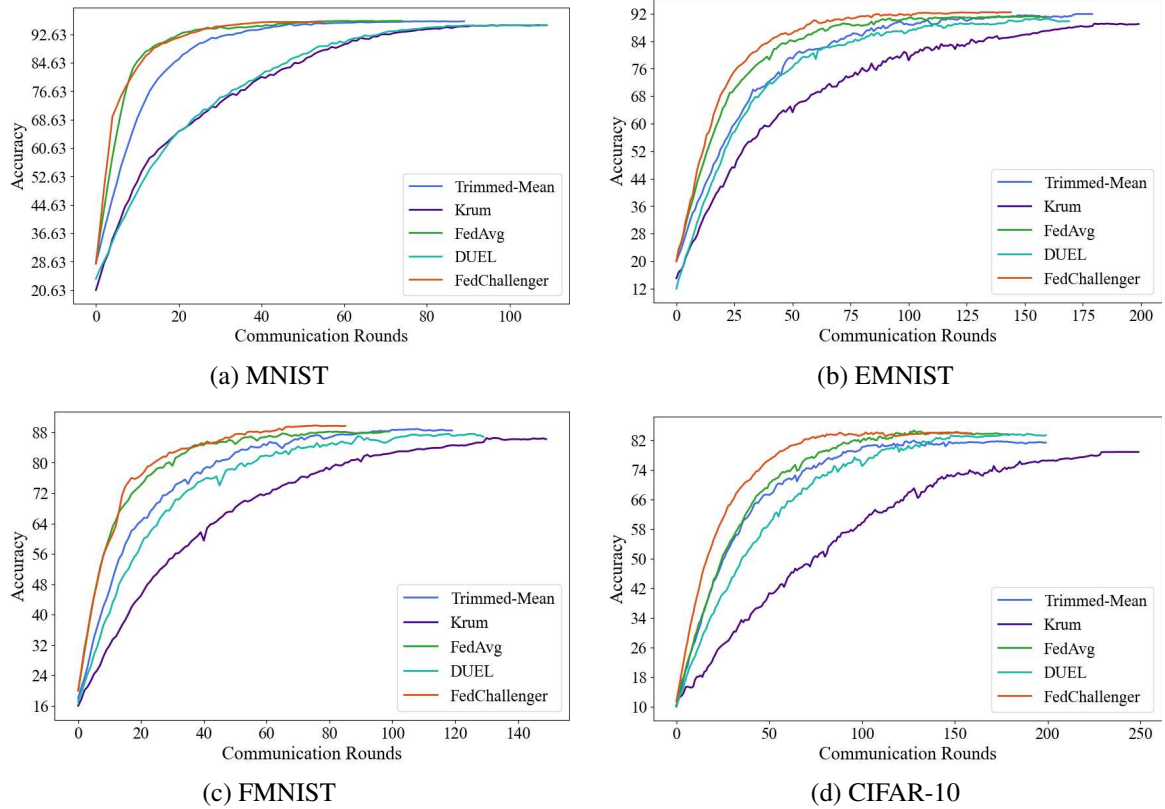 Accuracy
92.63
84.63
76.63
68.63
60.63
52.63
44.63
36.63
28.63
20.63
0 20 40 60 80 100
Communication Rounds
Trimmed-Mean
Krum
FedAvg
DUEL
FedChallenger
(a) MNIST
Accuracy
92
84
76
68
60
52
44
36
28
20
12
0 25 50 75 100 125 150 175 200
Communication Rounds
Trimmed-Mean
Krum
FedAvg
DUEL
FedChallenger
(b) EMNIST
Accuracy
88
80
72
64
56
48
40
32
24
16
0 20 40 60 80 100 120 140
Communication Rounds
Trimmed-Mean
Krum
FedAvg
DUEL
FedChallenger
(c) FMNIST
Accuracy
82
74
66
58
50
42
34
26
18
10
0 50 100 150 200 250
Communication Rounds
Trimmed-Mean
Krum
FedAvg
DUEL
FedChallenger
(d) CIFAR-10